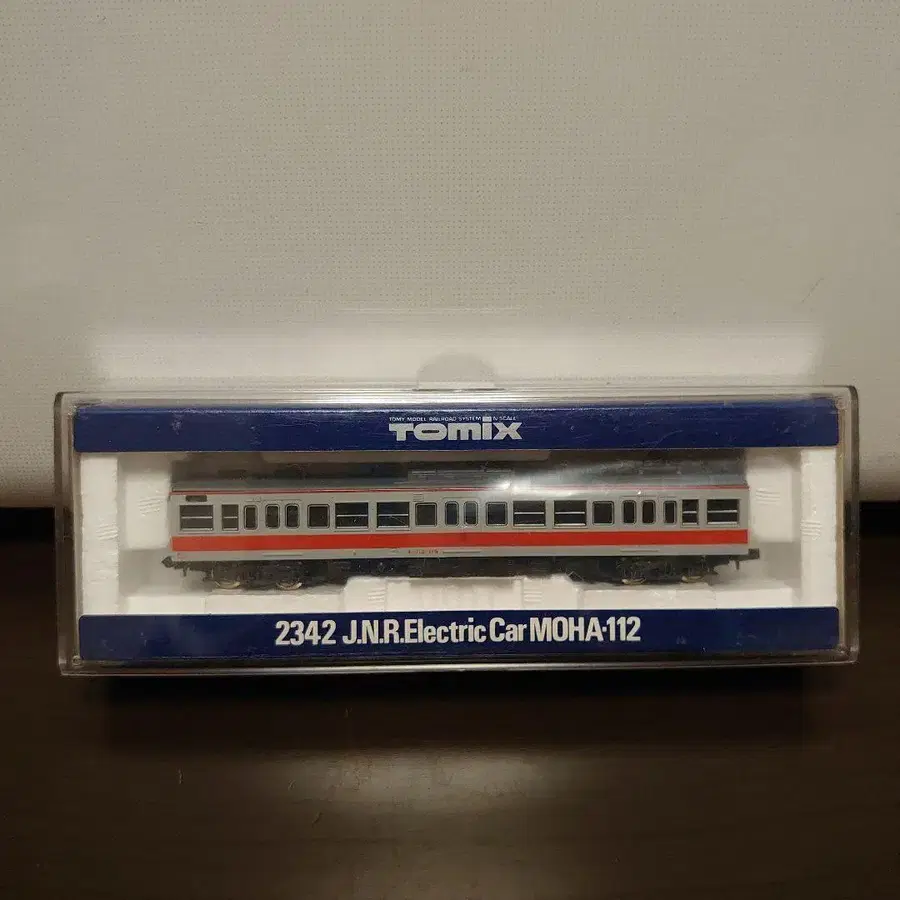 TOMY MODEL RAILROAD SYSTEM N SCALE
TOMIX
2342 J.N.R.Electric Car MOHA-112